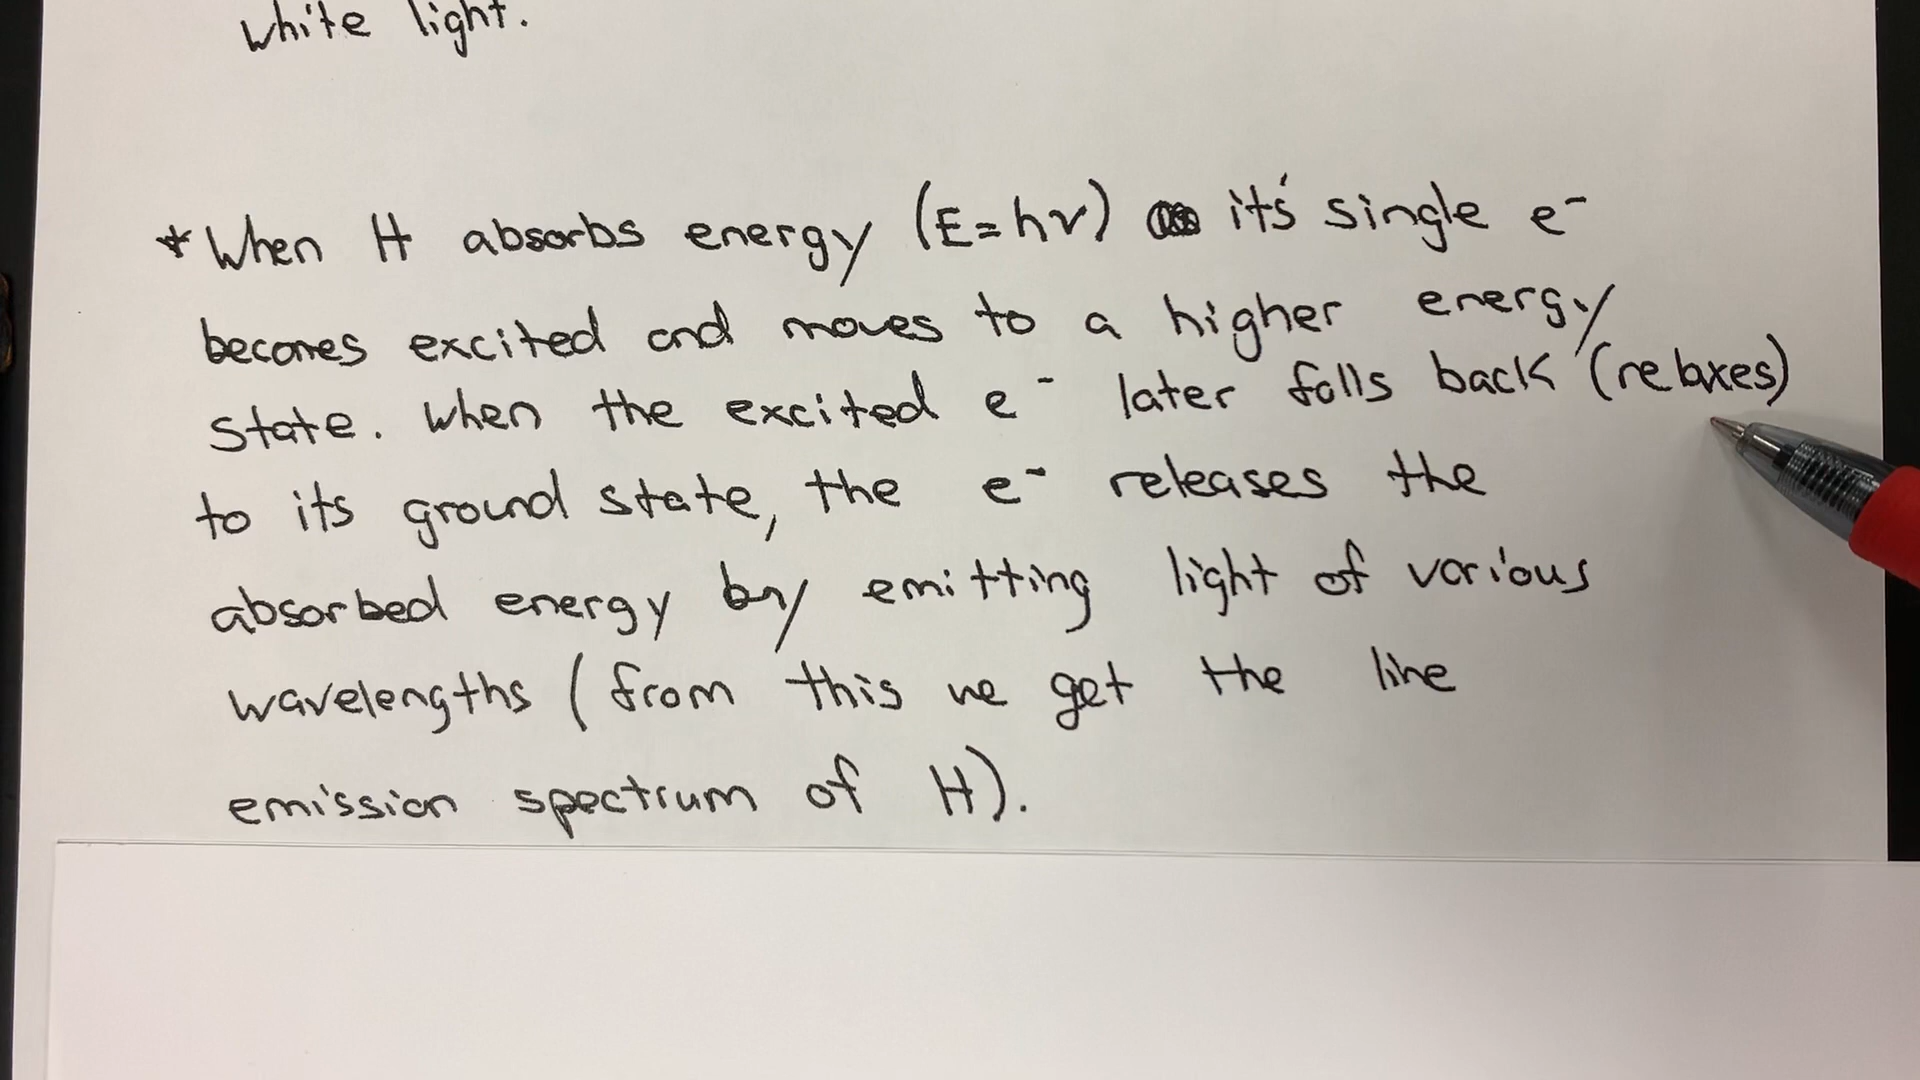 white light.
* When H absorbs energy (E=hν) it's single e⁻
becomes excited and moves to a higher energy
state. When the excited e⁻ later falls back (relaxes)
to its ground state, the e⁻ releases the
absorbed energy by emitting light of various
wavelengths (from this we get the line
emission spectrum of H).